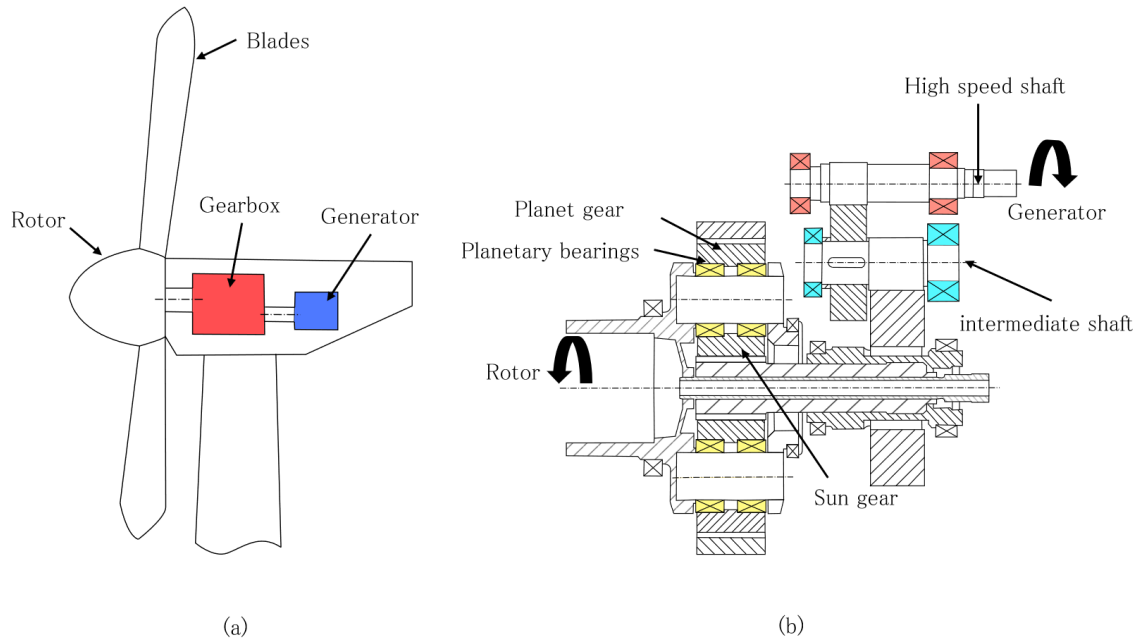 Blades
Rotor
Gearbox
Generator
(a)
High speed shaft
Generator
Planet gear
Planetary bearings
intermediate shaft
Rotor
Sun gear
(b)